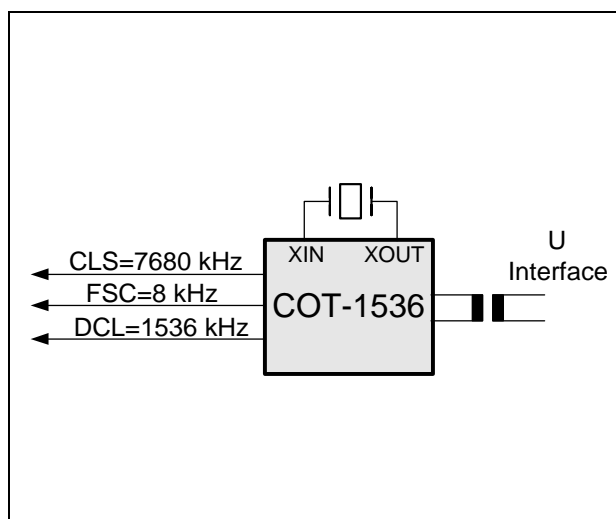 XIN XOUT
U
Interface
CLS=7680 kHz
FSC=8 kHz
COT-1536
DCL=1536 kHz